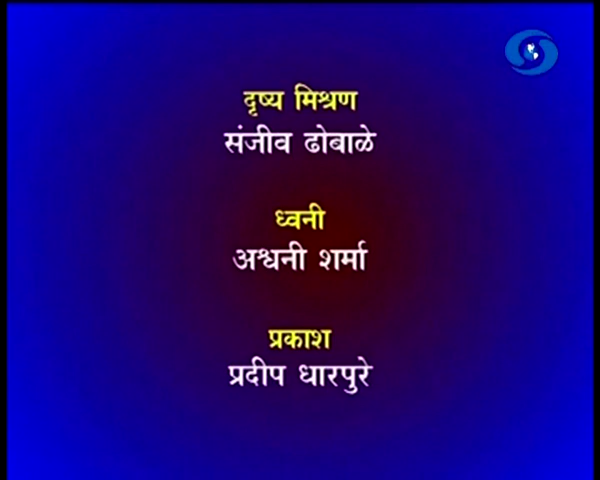 दृष्य मिश्रण
संजीव ढोबाळे
ध्वनी
अश्वनी शर्मा
प्रकाश
प्रदीप धारपुरे